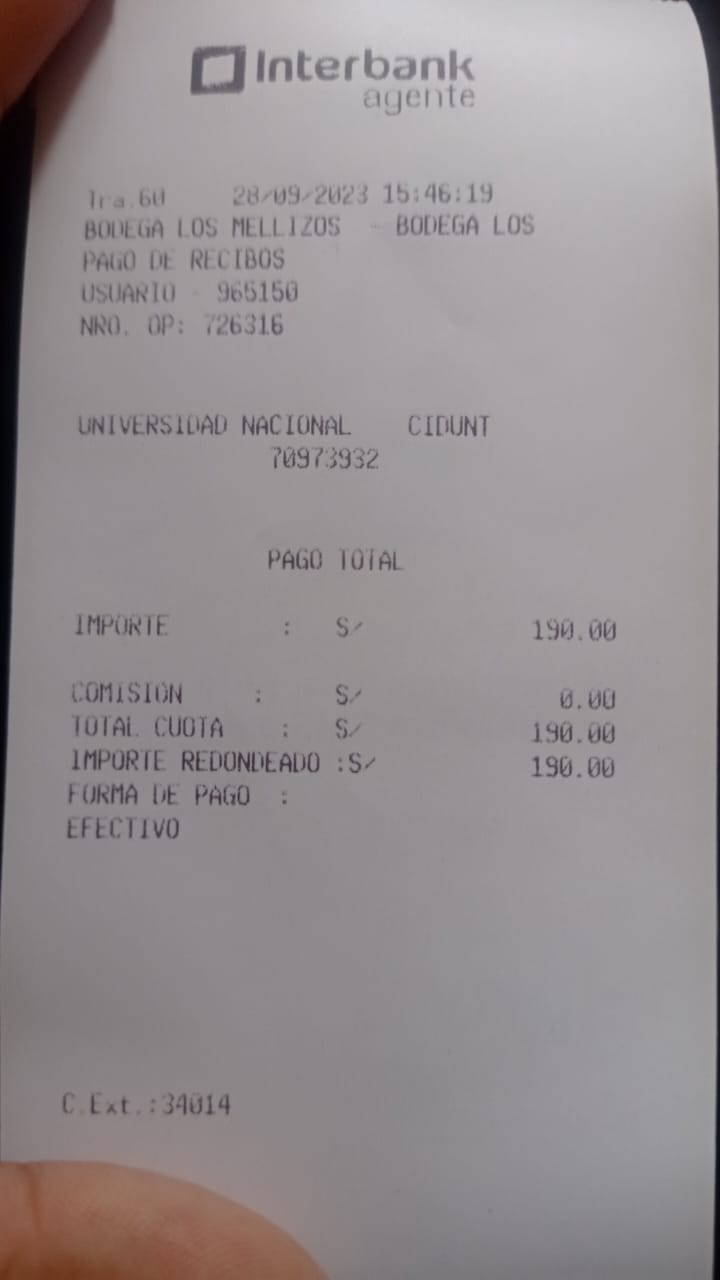 Interbank
agente
Tra.60 28/09/2023 15:46:19
BODEGA LOS MELLIZOS - BODEGA LOS
PAGO DE RECIBOS
USUARIO - 965150
NRO. OP: 726316
UNIVERSIDAD NACIONAL CIDUNT
70973932
PAGO TOTAL
IMPORTE : S/ 190.00
COMISION : S/ 0.00
TOTAL CUOTA : S/ 190.00
IMPORTE REDONDEADO :S/ 190.00
FORMA DE PAGO :
EFECTIVO
C.Ext.:34014